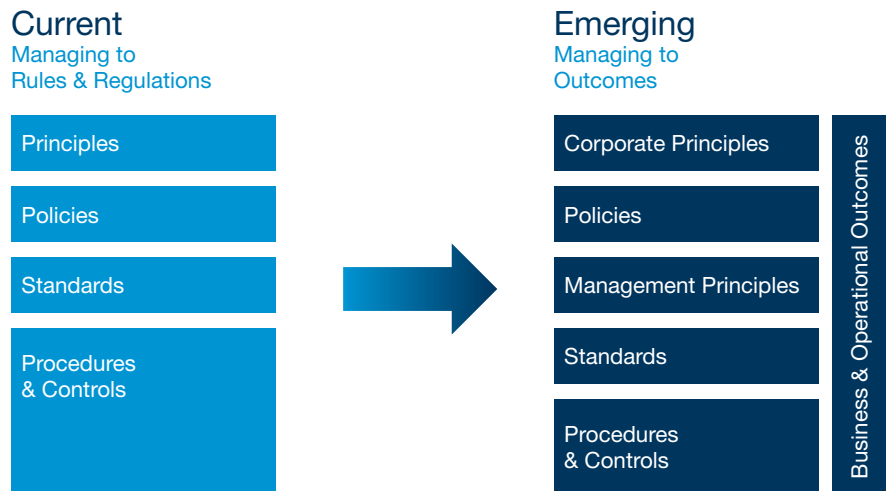 Current
Managing to
Rules & Regulations
Principles
Policies
Standards
Procedures
& Controls
Emerging
Managing to
Outcomes
Corporate Principles
Policies
Management Principles
Standards
Procedures
& Controls
Business & Operational Outcomes